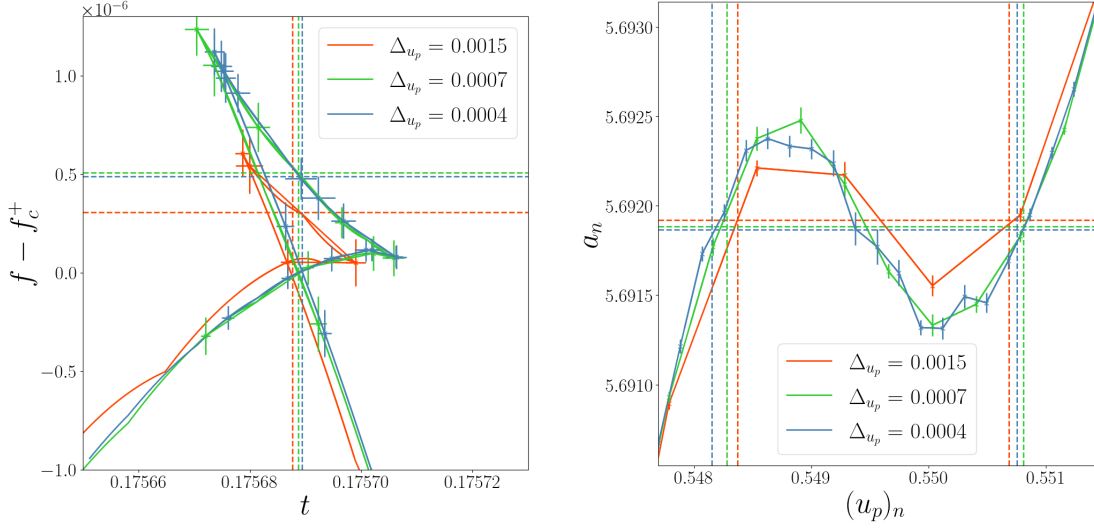 ×10⁻⁶
1.0
0.5
0.0
−0.5
−1.0
f − f_c^+
0.17566
0.17568
0.17570
0.17572
t
Δ_{u_p} = 0.0015
Δ_{u_p} = 0.0007
Δ_{u_p} = 0.0004
5.6930
5.6925
5.6920
5.6915
5.6910
a_n
0.548
0.549
0.550
0.551
(u_p)_n
Δ_{u_p} = 0.0015
Δ_{u_p} = 0.0007
Δ_{u_p} = 0.0004